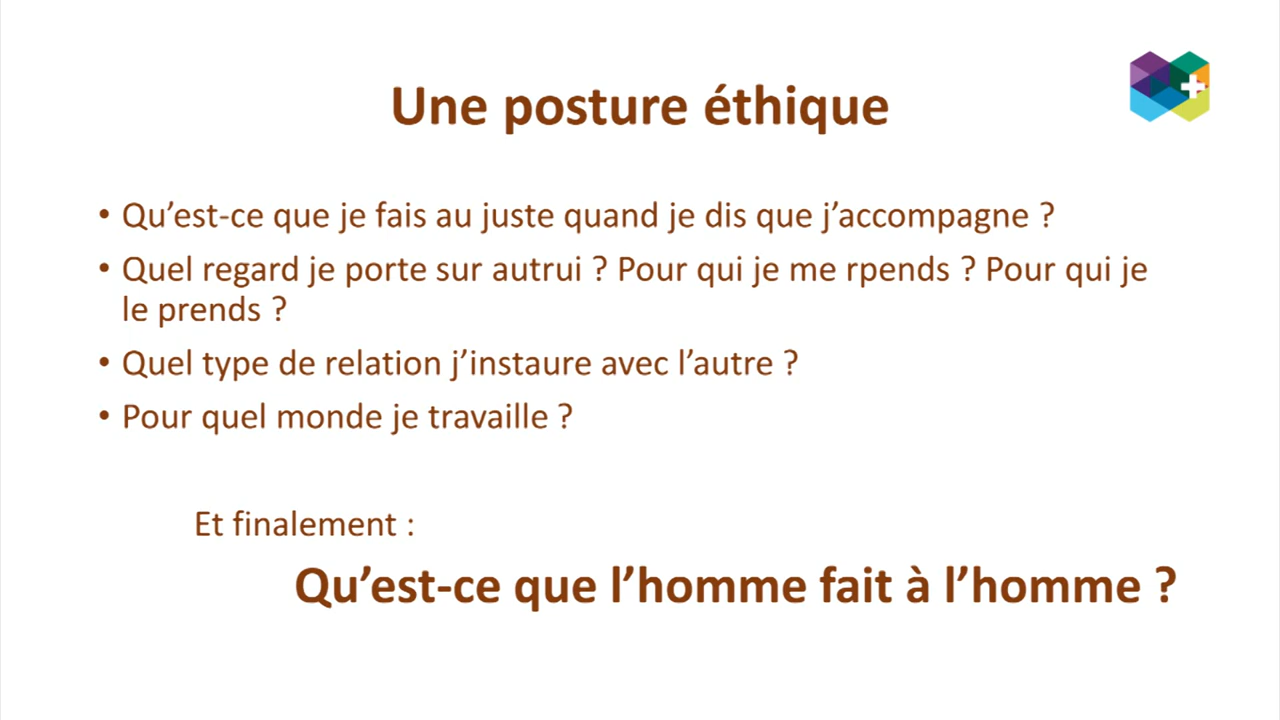 Une posture éthique
• Qu’est-ce que je fais au juste quand je dis que j’accompagne ?
• Quel regard je porte sur autrui ? Pour qui je me rpends ? Pour qui je
le prends ?
• Quel type de relation j’instaure avec l’autre ?
• Pour quel monde je travaille ?
Et finalement :
Qu’est-ce que l’homme fait à l’homme ?